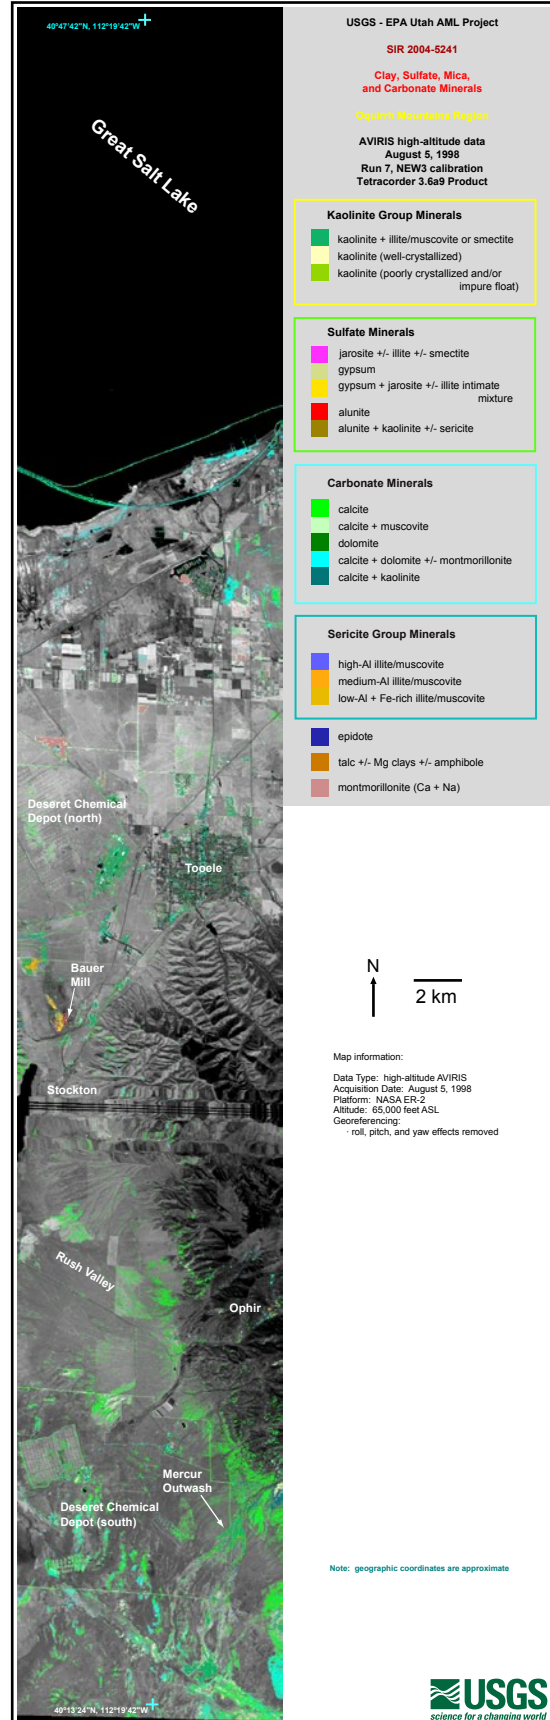 40º47'42"N, 112º19'42"W
Great Salt Lake
Deseret Chemical
Depot (north)
Tooele
Bauer
Mill
Stockton
Rush Valley
Ophir
Mercur
Outwash
Deseret Chemical
Depot (south)
40º13'24"N, 112º19'42"W
USGS - EPA Utah AML Project
SIR 2004-5241
Clay, Sulfate, Mica,
and Carbonate Minerals
Oquirrh Mountains Region
AVIRIS high-altitude data
August 5, 1998
Run 7, NEW3 calibration
Tetracorder 3.6a9 Product
Kaolinite Group Minerals
kaolinite + illite/muscovite or smectite
kaolinite (well-crystallized)
kaolinite (poorly crystallized and/or
impure float)
Sulfate Minerals
jarosite +/- illite +/- smectite
gypsum
gypsum + jarosite +/- illite intimate
mixture
alunite
alunite + kaolinite +/- sericite
Carbonate Minerals
calcite
calcite + muscovite
dolomite
calcite + dolomite +/- montmorillonite
calcite + kaolinite
Sericite Group Minerals
high-Al illite/muscovite
medium-Al illite/muscovite
low-Al + Fe-rich illite/muscovite
epidote
talc +/- Mg clays +/- amphibole
montmorillonite (Ca + Na)
N
2 km
Map information:
Data Type: high-altitude AVIRIS
Acquisition Date: August 5, 1998
Platform: NASA ER-2
Altitude: 65,000 feet ASL
Georeferencing:
- roll, pitch, and yaw effects removed
Note: geographic coordinates are approximate
USGS
science for a changing world